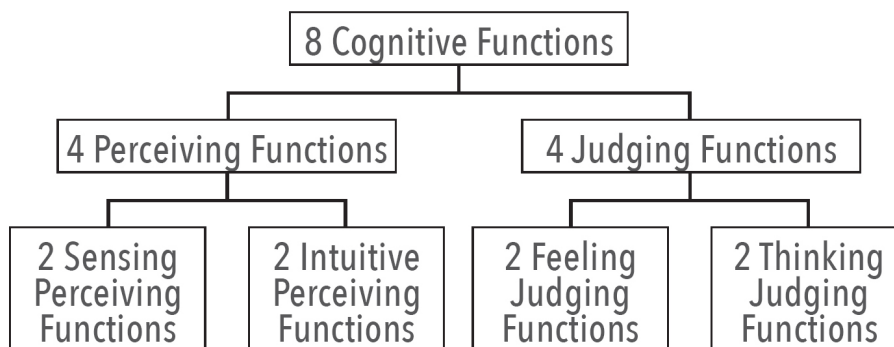 8 Cognitive Functions
4 Perceiving Functions
4 Judging Functions
2 Sensing
Perceiving
Functions
2 Intuitive
Perceiving
Functions
2 Feeling
Judging
Functions
2 Thinking
Judging
Functions